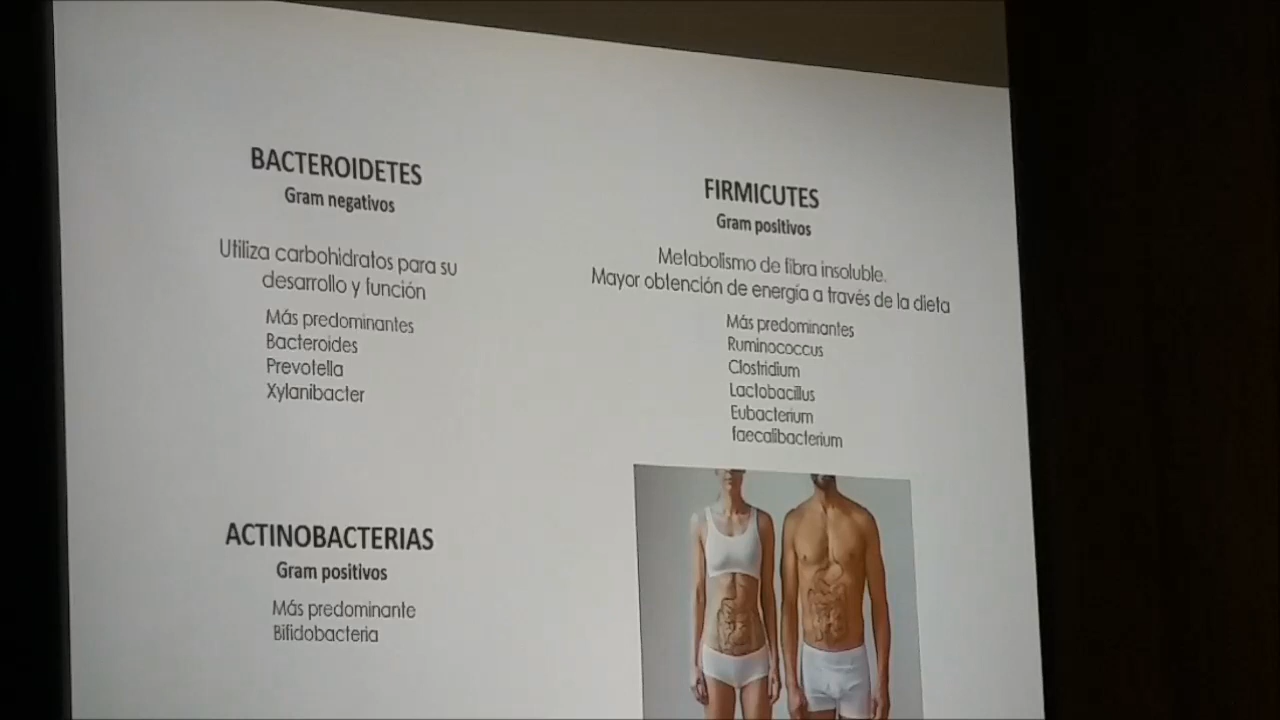 BACTEROIDETES
Gram negativos
Utiliza carbohidratos para su
desarrollo y función
Más predominantes
Bacteroides
Prevotella
Xylanibacter
FIRMICUTES
Gram positivos
Metabolismo de fibra insoluble.
Mayor obtención de energía a través de la dieta
Más predominantes
Ruminococcus
Clostridium
Lactobacillus
Eubacterium
faecalibacterium
ACTINOBACTERIAS
Gram positivos
Más predominante
Bifidobacteria